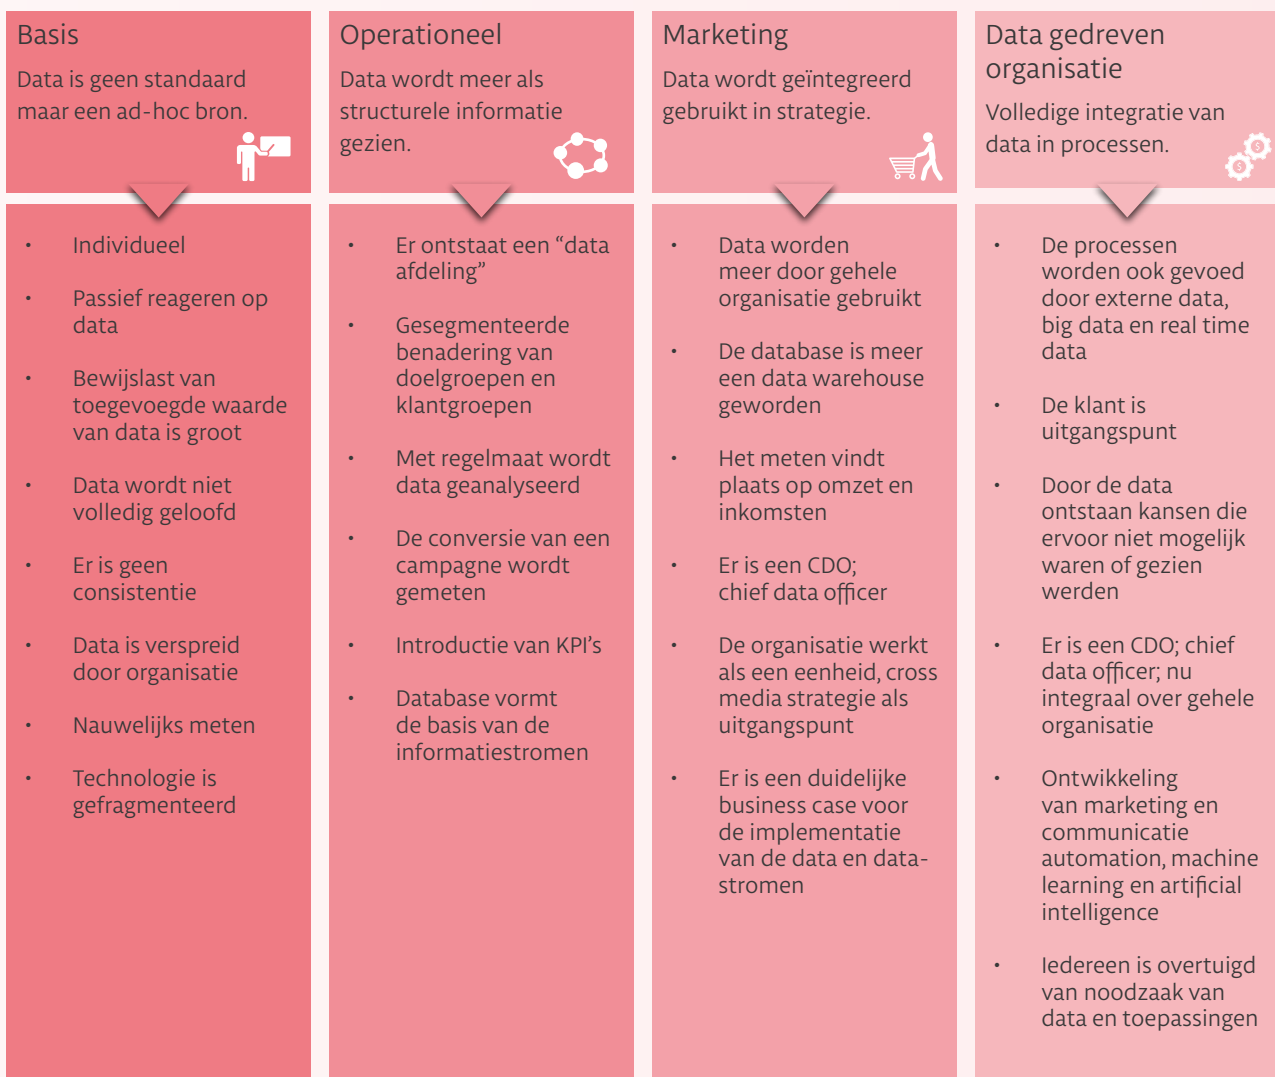 Basis
Data is geen standaard
maar een ad-hoc bron.
• Individueel
• Passief reageren op
data
• Bewijslast van
toegevoegde waarde
van data is groot
• Data wordt niet
volledig geloofd
• Er is geen
consistentie
• Data is verspreid
door organisatie
• Nauwelijks meten
• Technologie is
gefragmenteerd
Operationeel
Data wordt meer als
structurele informatie
gezien.
• Er ontstaat een “data
afdeling”
• Gesegmenteerde
benadering van
doelgroepen en
klantgroepen
• Met regelmaat wordt
data geanalyseerd
• De conversie van een
campagne wordt
gemeten
• Introductie van KPI’s
• Database vormt
de basis van de
informatiestromen
Marketing
Data wordt geïntegreerd
gebruikt in strategie.
• Data worden
meer door gehele
organisatie gebruikt
• De database is meer
een data warehouse
geworden
• Het meten vindt
plaats op omzet en
inkomsten
• Er is een CDO;
chief data officer
• De organisatie werkt
als een eenheid, cross
media strategie als
uitgangspunt
• Er is een duidelijke
business case voor
de implementatie
van de data en data-
stromen
Data gedreven
organisatie
Volledige integratie van
data in processen.
$
$
• De processen
worden ook gevoed
door externe data,
big data en real time
data
• De klant is
uitgangspunt
• Door de data
ontstaan kansen die
ervoor niet mogelijk
waren of gezien
werden
• Er is een CDO; chief
data officer; nu
integraal over gehele
organisatie
• Ontwikkeling
van marketing en
communicatie
automation, machine
learning en artificial
intelligence
• Iedereen is overtuigd
van noodzaak van
data en toepassingen